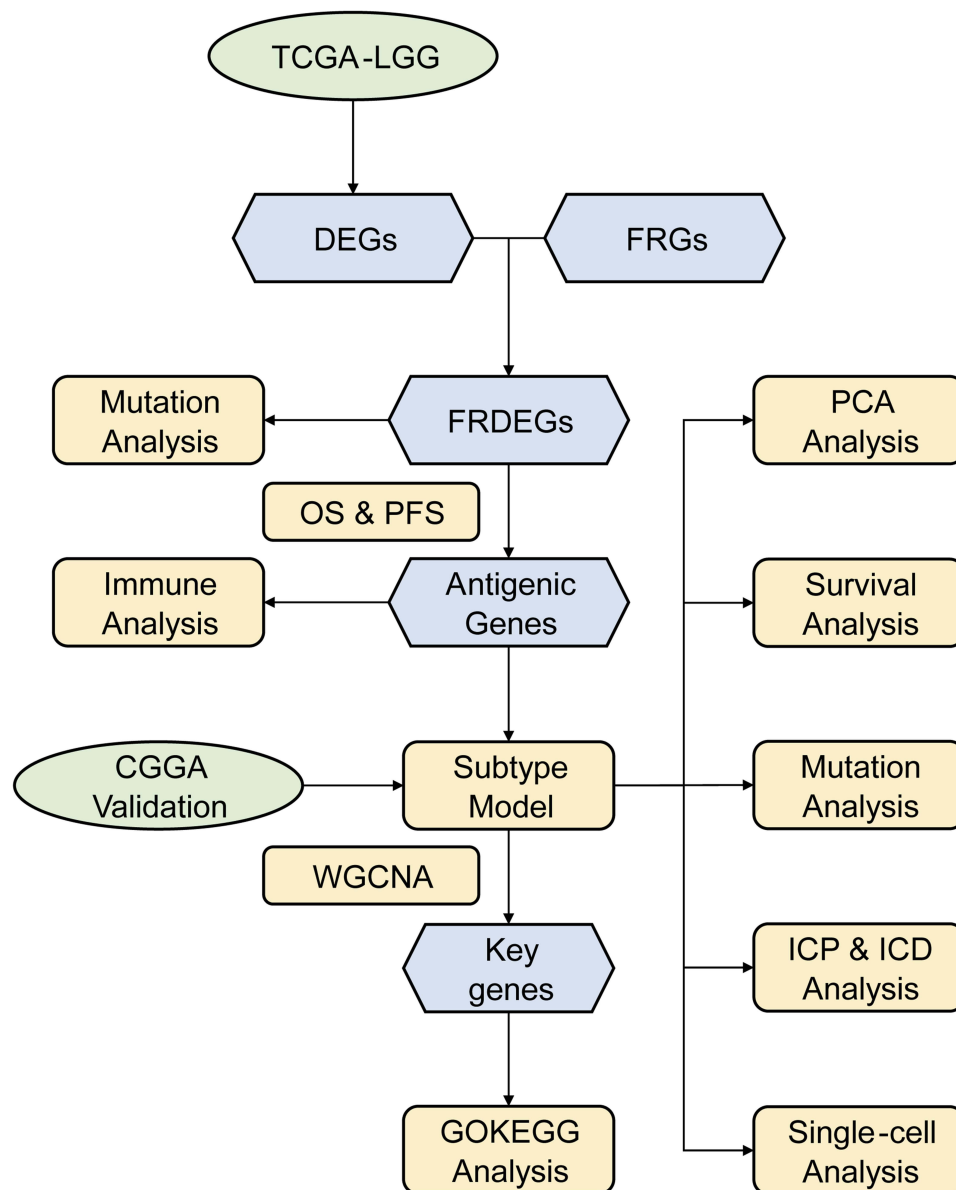 TCGA-LGG
DEGs
FRGs
Mutation
Analysis
FRDEGs
PCA
Analysis
OS & PFS
Immune
Analysis
Antigenic
Genes
Survival
Analysis
CGGA
Validation
Subtype
Model
Mutation
Analysis
WGCNA
Key
genes
ICP & ICD
Analysis
GOKEGG
Analysis
Single-cell
Analysis